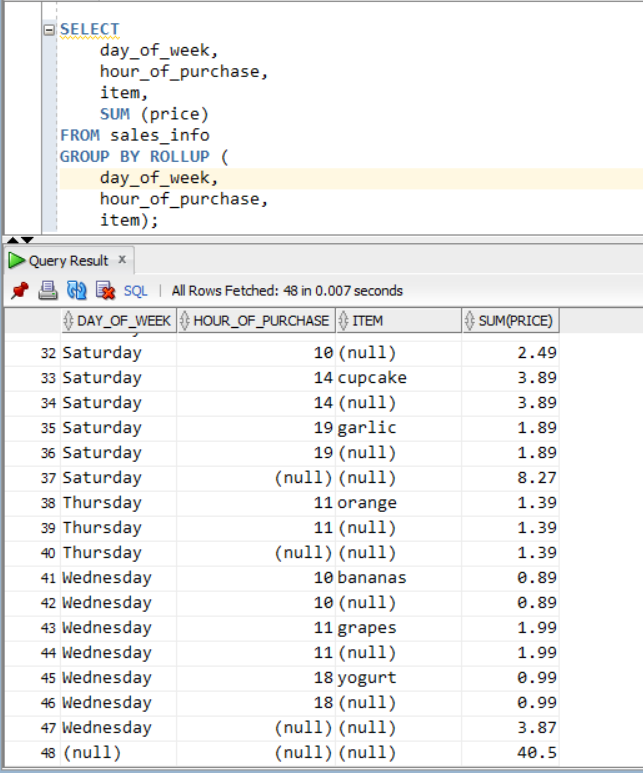 SELECT
day_of_week,
hour_of_purchase,
item,
SUM (price)
FROM sales_info
GROUP BY ROLLUP (
day_of_week,
hour_of_purchase,
item);
Query Result x
SQL | All Rows Fetched: 48 in 0.007 seconds
DAY_OF_WEEK HOUR_OF_PURCHASE ITEM SUM(PRICE)
32 Saturday 10 (null) 2.49
33 Saturday 14 cupcake 3.89
34 Saturday 14 (null) 3.89
35 Saturday 19 garlic 1.89
36 Saturday 19 (null) 1.89
37 Saturday (null) (null) 8.27
38 Thursday 11 orange 1.39
39 Thursday 11 (null) 1.39
40 Thursday (null) (null) 1.39
41 Wednesday 10 bananas 0.89
42 Wednesday 10 (null) 0.89
43 Wednesday 11 grapes 1.99
44 Wednesday 11 (null) 1.99
45 Wednesday 18 yogurt 0.99
46 Wednesday 18 (null) 0.99
47 Wednesday (null) (null) 3.87
48 (null) (null) (null) 40.5